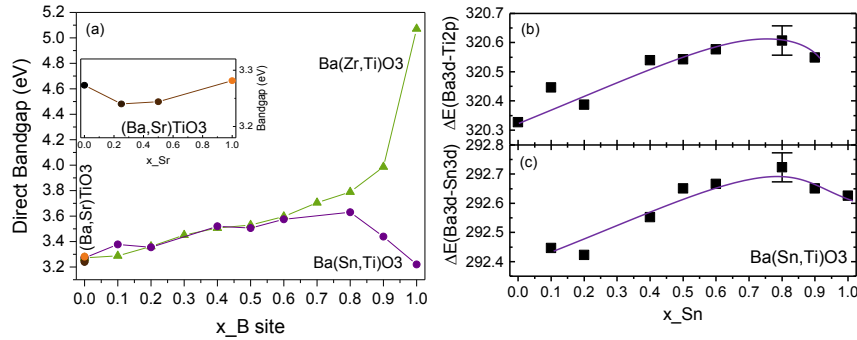 (a)
Direct Bandgap (eV)
5.2
5.0
4.8
4.6
4.4
4.2
4.0
3.8
3.6
3.4
3.2
0.0 0.1 0.2 0.3 0.4 0.5 0.6 0.7 0.8 0.9 1.0
x_B site
Ba(Zr,Ti)O3
Ba(Sn,Ti)O3
(Ba,Sr)TiO3
(Ba,Sr)TiO3
0.0 0.2 0.4 0.6 0.8 1.0
x_Sr
3.3
3.2
Bandgap (eV)
(b)
ΔE(Ba3d-Ti2p)
320.7
320.6
320.5
320.4
320.3
(c)
ΔE(Ba3d-Sn3d)
292.8
292.7
292.6
292.5
292.4
Ba(Sn,Ti)O3
0.0 0.1 0.2 0.3 0.4 0.5 0.6 0.7 0.8 0.9 1.0
x_Sn